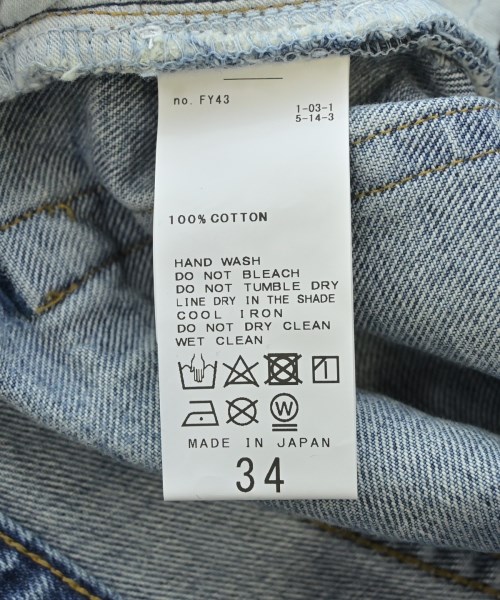 no. FY43
1-03-1
5-14-3
100% COTTON
HAND WASH
DO NOT BLEACH
DO NOT TUMBLE DRY
LINE DRY IN THE SHADE
COOL IRON
DO NOT DRY CLEAN
WET CLEAN
W
MADE IN JAPAN
34